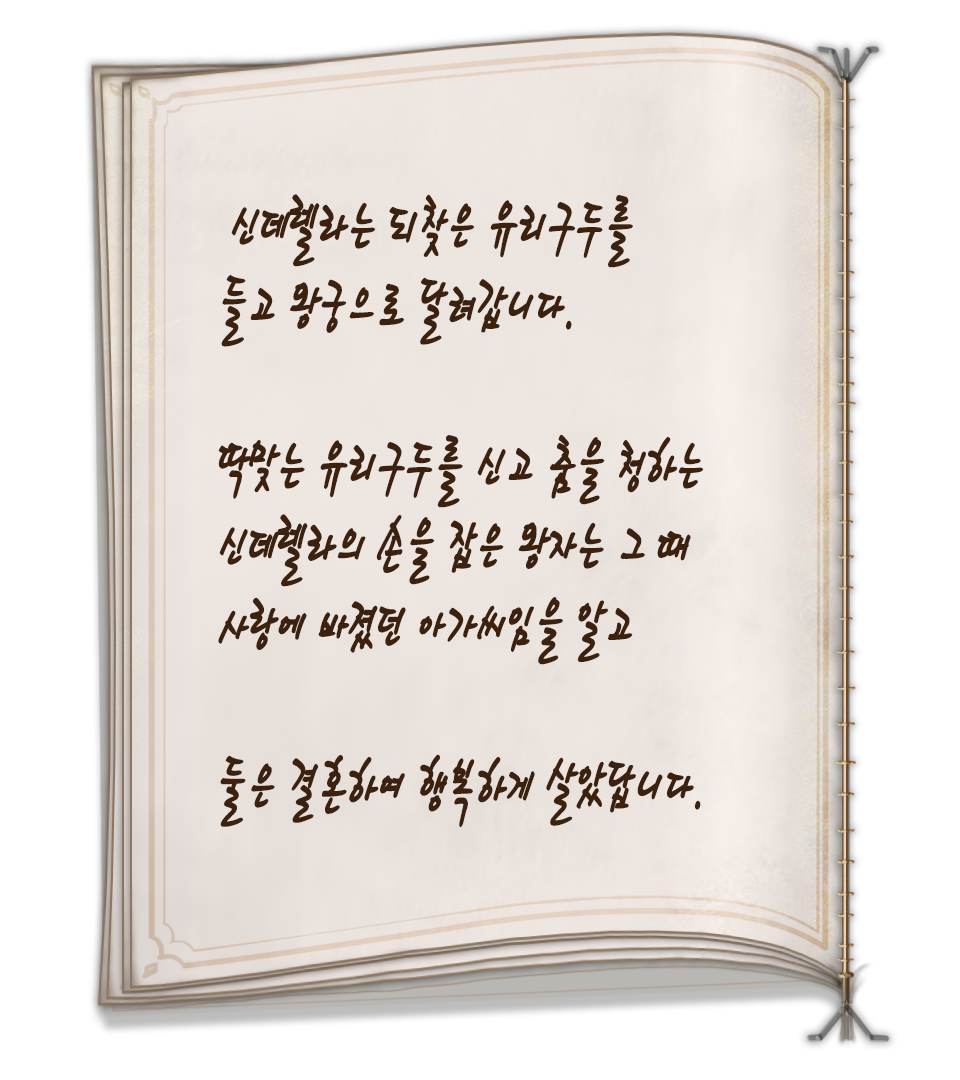 신데렐라는 되찾은 유리구두를
들고 왕궁으로 달려갑니다.
딱맞는 유리구두를 신고 춤을 청하는
신데렐라의 손을 잡은 왕자는 그 때
사랑에 빠졌던 아가씨임을 알고
둘은 결혼하여 행복하게 살았답니다.